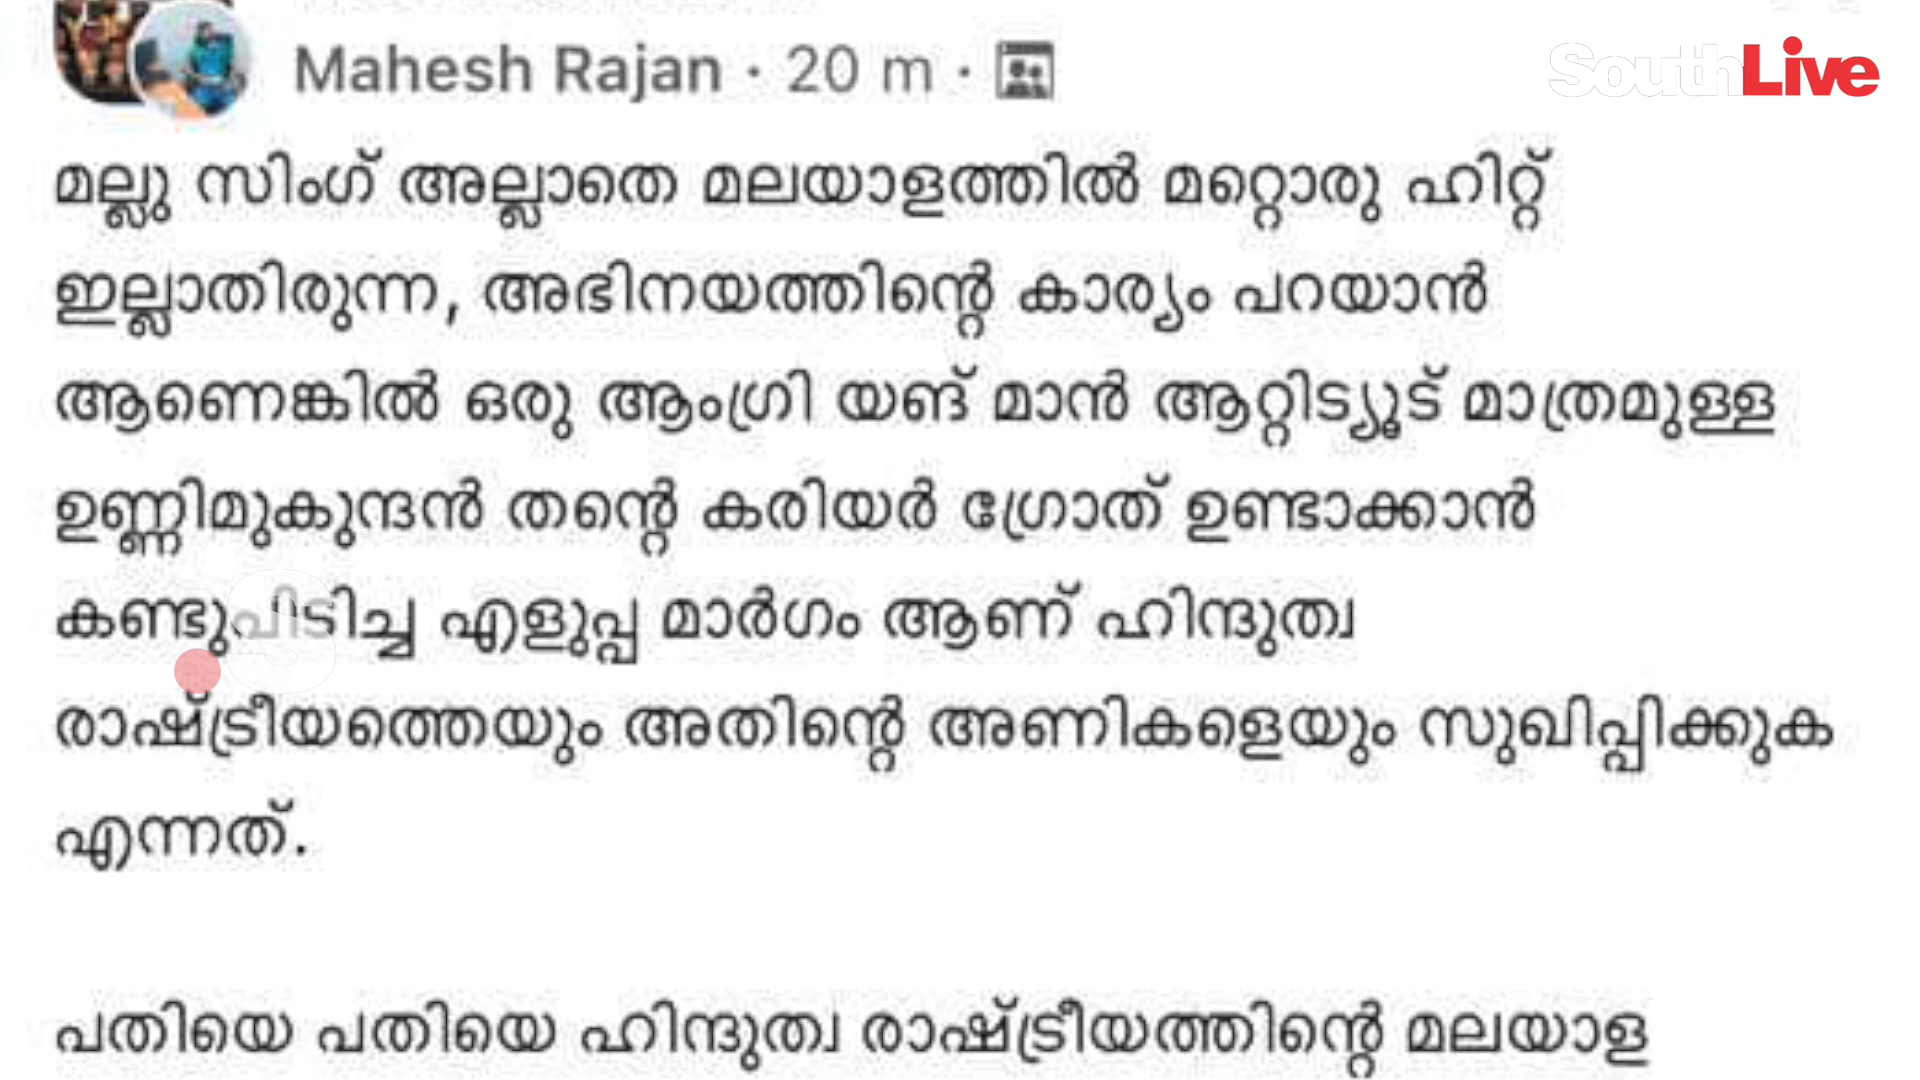 Mahesh Rajan · 20 m ·
SouthLive
മല്ലു സിംഗ് അല്ലാതെ മലയാളത്തിൽ മറ്റൊരു ഹിറ്റ്
ഇല്ലാതിരുന്ന, അഭിനയത്തിന്റെ കാര്യം പറയാൻ
ആണെങ്കിൽ ഒരു ആംഗ്രി യങ് മാൻ ആറ്റിട്യൂട് മാത്രമുള്ള
ഉണ്ണിമുകുന്ദൻ തന്റെ കരിയർ ഗ്രോത് ഉണ്ടാക്കാൻ
കണ്ടുപിടിച്ച എളുപ്പ മാർഗം ആണ് ഹിന്ദുത്വ
രാഷ്ട്രീയത്തെയും അതിന്റെ അണികളെയും സുഖിപ്പിക്കുക
എന്നത്.
പതിയെ പതിയെ ഹിന്ദുത്വ രാഷ്ട്രീയത്തിന്റെ മലയാള